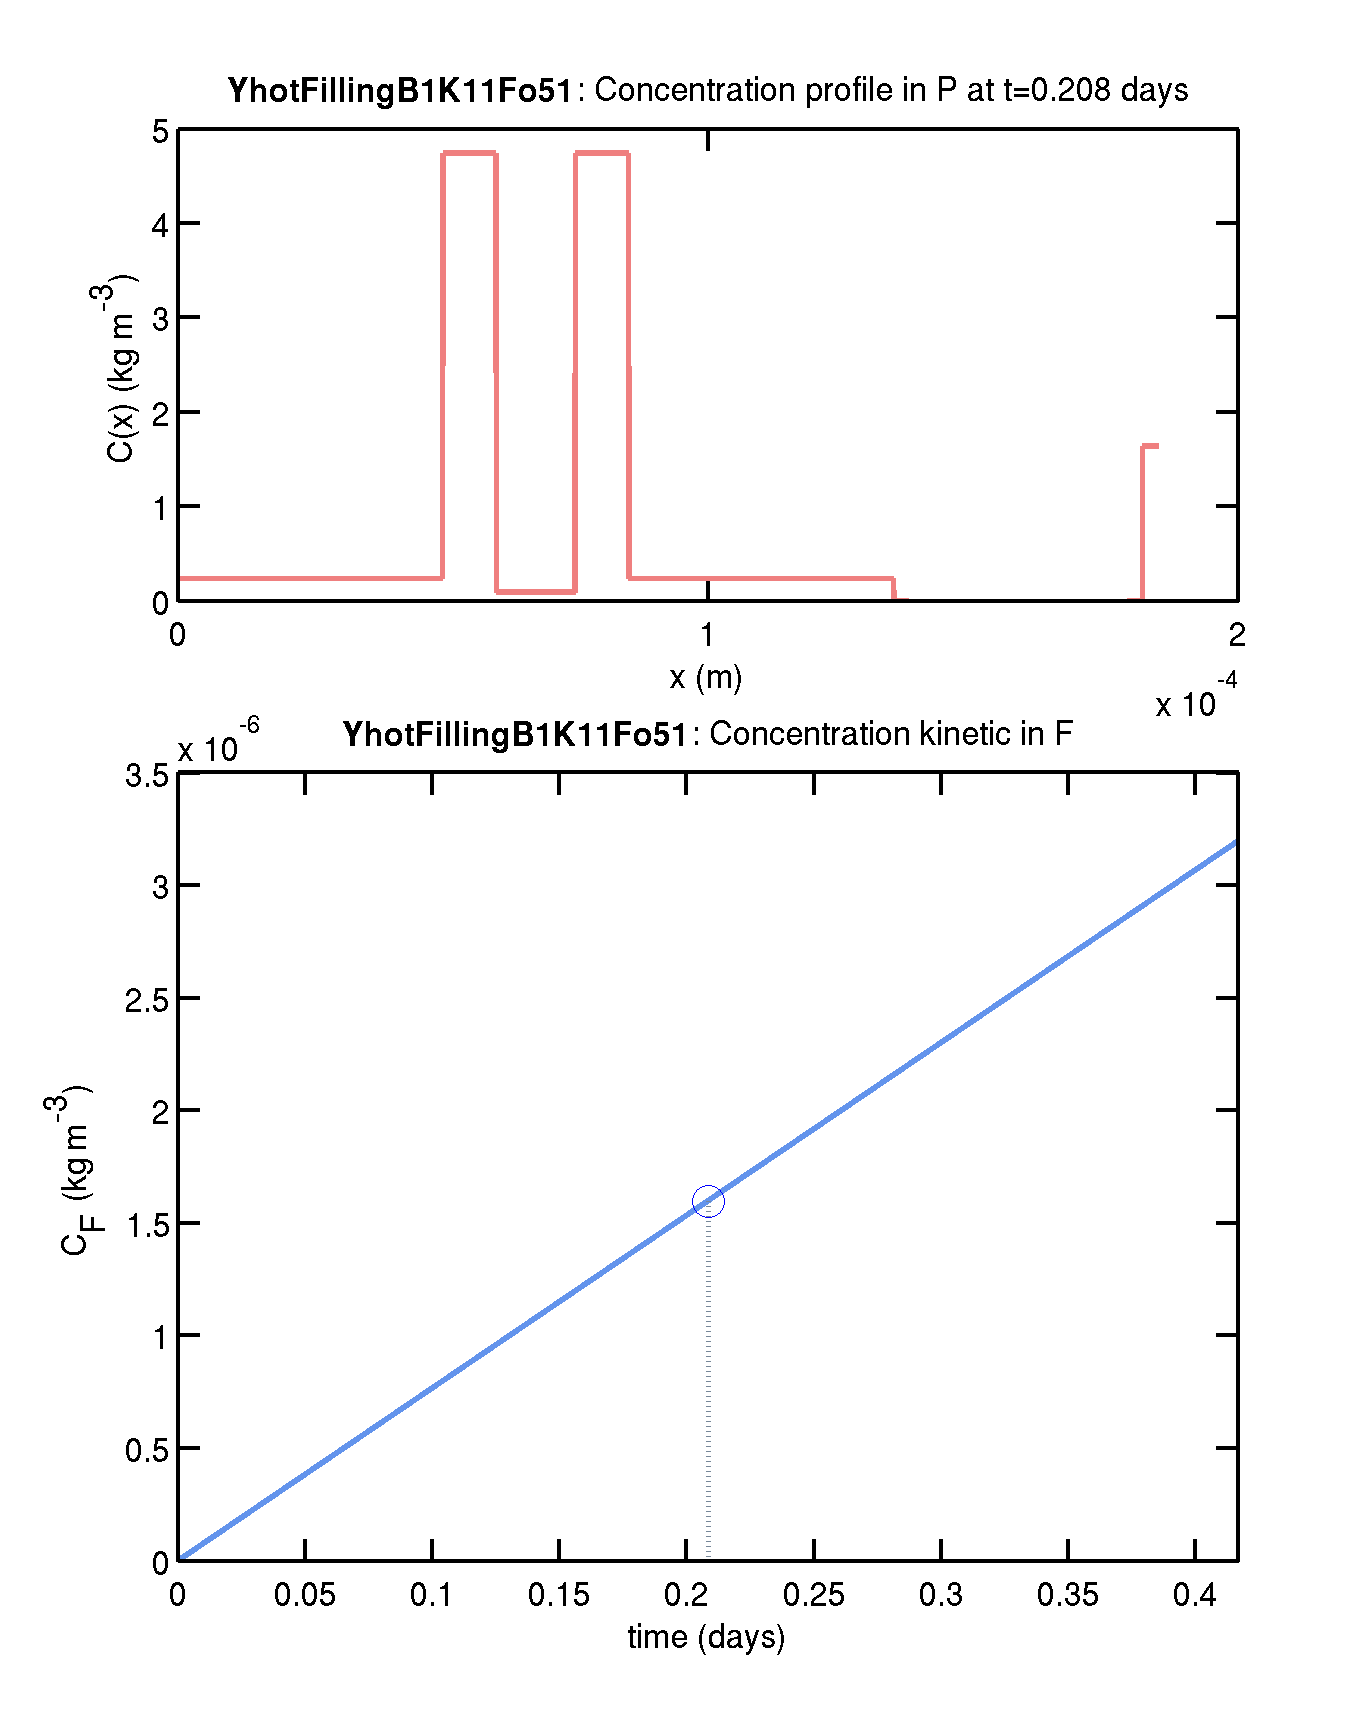 YhotFillingB1K11Fo51: Concentration profile in P at t=0.208 days
5
4
3
2
1
0
C(x) (kg m-3)
0 1 2
x (m)
x 10-4
x 10-6
YhotFillingB1K11Fo51: Concentration kinetic in F
3.5
3
2.5
2
1.5
1
0.5
0
CF (kg m-3)
0 0.05 0.1 0.15 0.2 0.25 0.3 0.35 0.4
time (days)